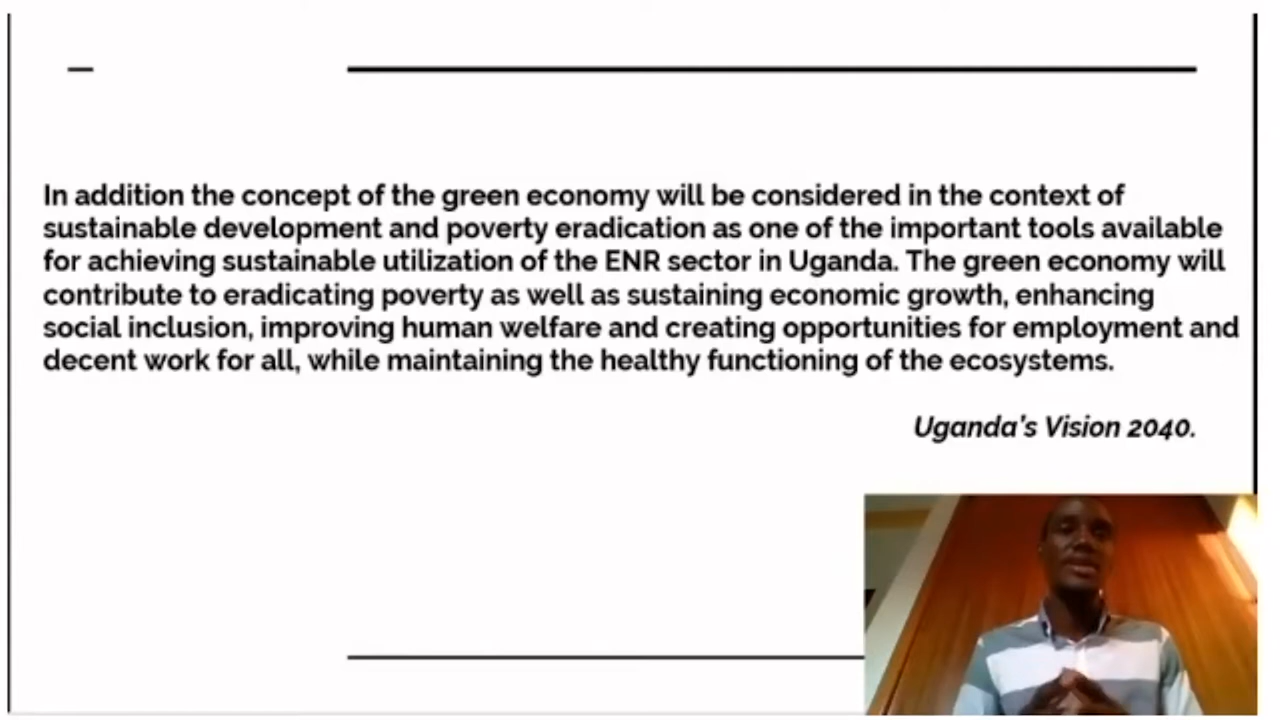 In addition the concept of the green economy will be considered in the context of
sustainable development and poverty eradication as one of the important tools available
for achieving sustainable utilization of the ENR sector in Uganda. The green economy will
contribute to eradicating poverty as well as sustaining economic growth, enhancing
social inclusion, improving human welfare and creating opportunities for employment and
decent work for all, while maintaining the healthy functioning of the ecosystems.
Uganda's Vision 2040.